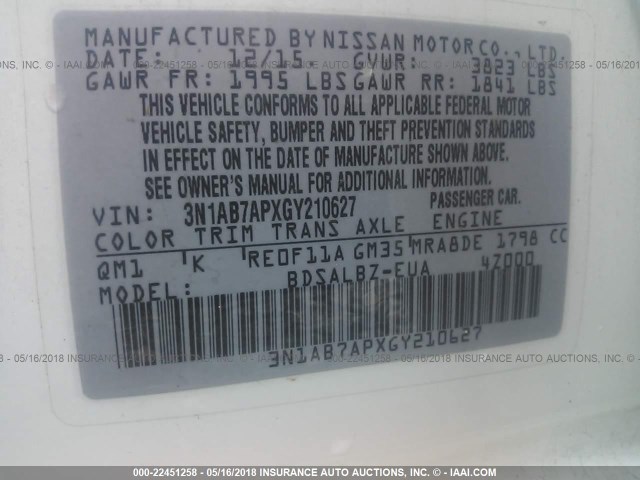 MANUFACTURED BY NISSAN MOTOR CO., LTD.
DATE: 12/15 GVWR: 3823 LBS
GAWR FR: 1995 LBS GAWR RR: 1841 LBS
THIS VEHICLE CONFORMS TO ALL APPLICABLE FEDERAL MOTOR
VEHICLE SAFETY, BUMPER AND THEFT PREVENTION STANDARDS
IN EFFECT ON THE DATE OF MANUFACTURE SHOWN ABOVE.
SEE OWNER'S MANUAL FOR ADDITIONAL INFORMATION.
VIN: 3N1AB7APXGY210627 PASSENGER CAR.
COLOR TRIM TRANS AXLE ENGINE
QM1 K RE0F11A GM35 MRA8DE 1798 CC
MODEL: BDSALBZ-EUA 4Z000
3N1AB7APXGY210627
000-22451258 - 05/16/2018 INSURANCE AUTO AUCTIONS, INC. - © - IAAI.COM